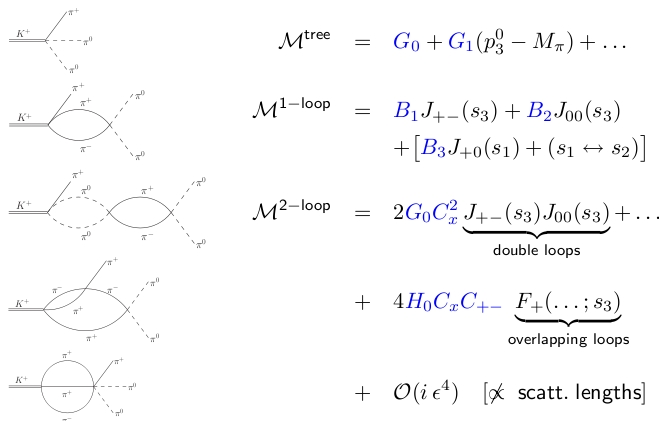 K⁺ π⁺ π⁰ π⁰
𝓜^tree = G₀ + G₁(p₃⁰ − M_π) + …
K⁺ π⁺ π⁺ π⁻ π⁰ π⁰
𝓜^1−loop = B₁J₊₋(s₃) + B₂J₀₀(s₃)
+[B₃J₊₀(s₁) + (s₁ ↔ s₂)]
K⁺ π⁺ π⁰ π⁰ π⁺ π⁻ π⁰ π⁰
𝓜^2−loop = 2G₀C_x² J₊₋(s₃)J₀₀(s₃) + …
double loops
K⁺ π⁻ π⁺ π⁻ π⁺ π⁺ π⁰ π⁰
+ 4H₀C_xC₊₋ F₊(…; s₃)
overlapping loops
K⁺ π⁺ π⁺ π⁻ π⁺ π⁰ π⁰
+ 𝒪(i ϵ⁴) [∝̸ scatt. lengths]